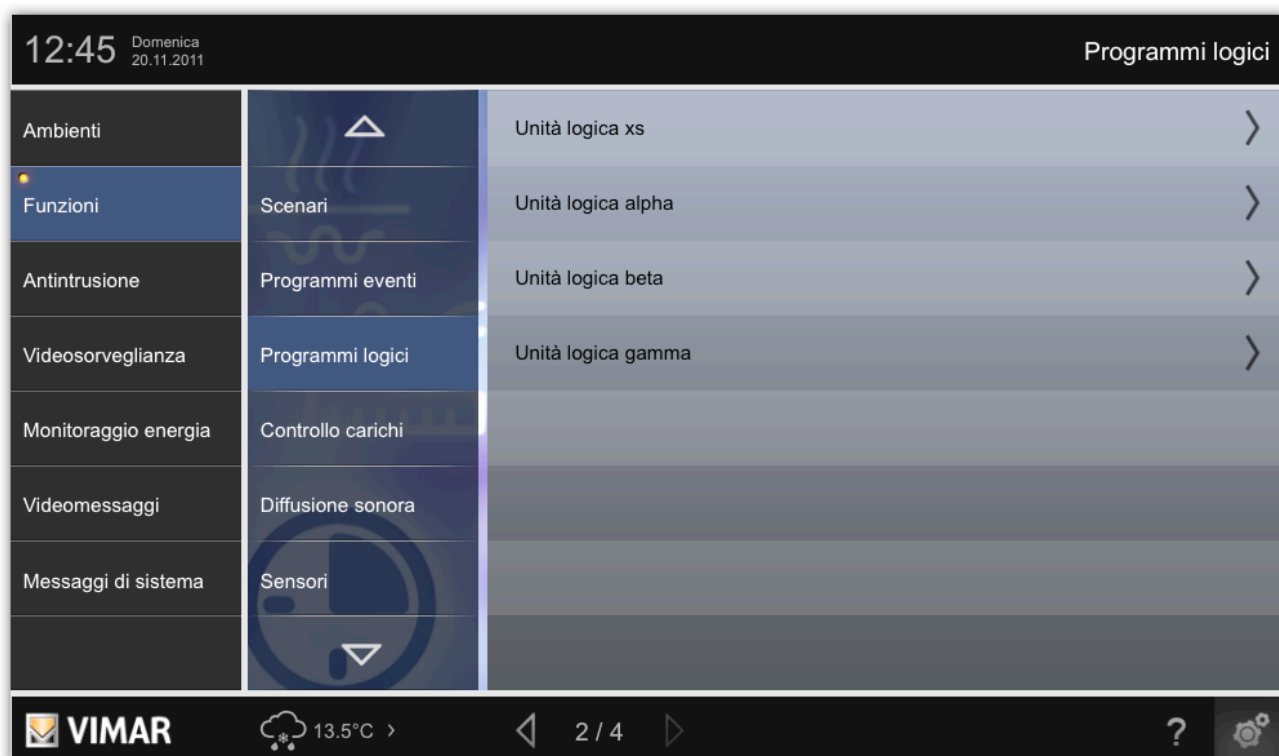 12:45 Domenica
20.11.2011
Programmi logici
Ambienti
Funzioni
Antintrusione
Videosorveglianza
Monitoraggio energia
Videomessaggi
Messaggi di sistema
Scenari
Programmi eventi
Programmi logici
Controllo carichi
Diffusione sonora
Sensori
Unità logica xs
Unità logica alpha
Unità logica beta
Unità logica gamma
VIMAR
13.5°C >
2 / 4
?